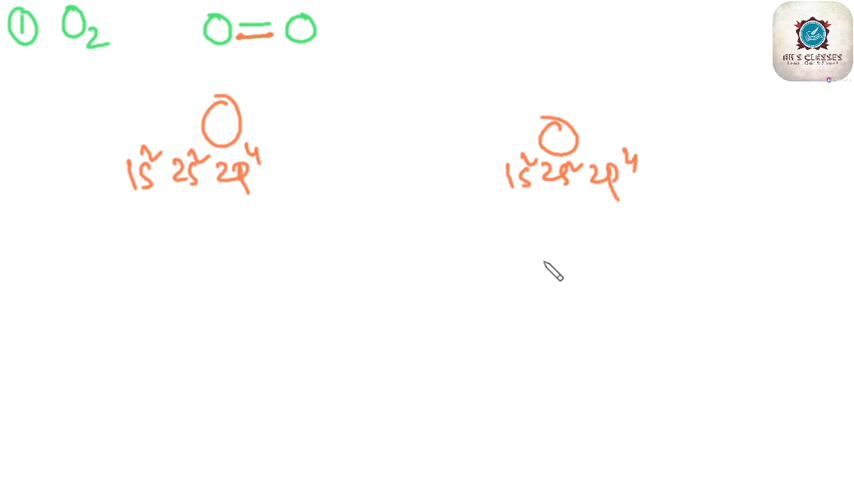 ① O₂ O=O
O O
1s² 2s² 2p⁴ 1s² 2s² 2p⁴